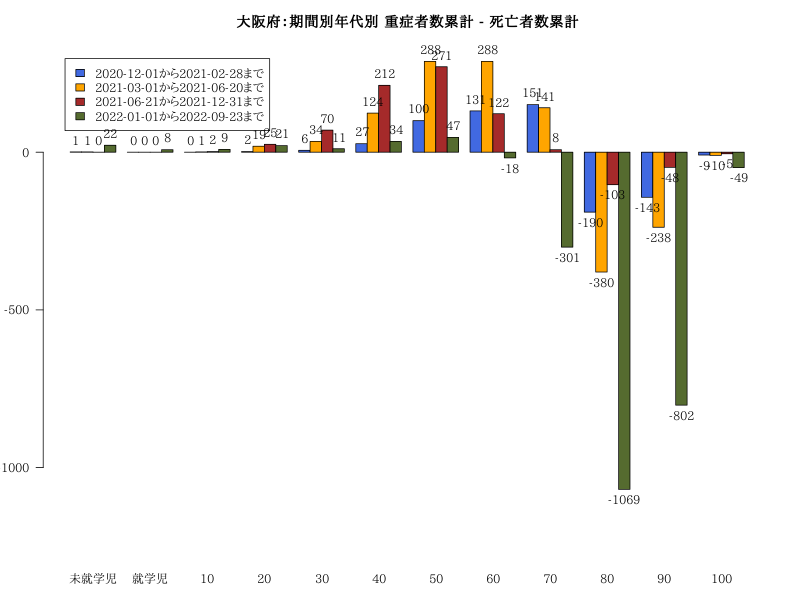 大阪府：期間別年代別 重症者数累計 - 死亡者数累計
2020-12-01から2021-02-28まで
2021-03-01から2021-06-20まで
2021-06-21から2021-12-31まで
2022-01-01から2022-09-23まで
288 271 288
212
151 141
124 100 131 122
70
1 1 0 22 0 0 0 8 0 1 2 9 2 19 25 21 6 34 11 27 34 47 8
0
-18
-103 -48 -9 -10 -5 -49
-190 -143
-238
-301
-380
-500
-802
1000
-1069
未就学児 就学児 10 20 30 40 50 60 70 80 90 100